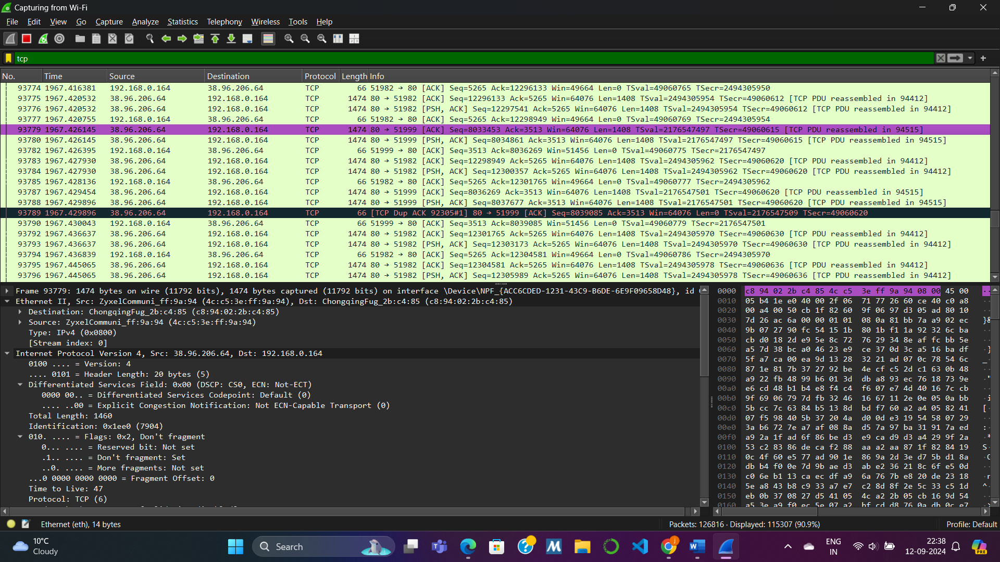 Capturing from Wi-Fi
File Edit View Go Capture Analyze Statistics Telephony Wireless Tools Help
tcp
No. Time Source Destination Protocol Length Info
93774 1967.416381 192.168.0.164 38.96.206.64 TCP 66 51982 → 80 [ACK] Seq=5265 Ack=12296133 Win=49664 Len=0 TSval=49060765 TSecr=2494305950
93775 1967.420532 38.96.206.64 192.168.0.164 TCP 1474 80 → 51982 [ACK] Seq=12296133 Ack=5265 Win=64076 Len=1408 TSval=2494305954 TSecr=49060612 [TCP PDU reassembled in 94412]
93776 1967.420532 38.96.206.64 192.168.0.164 TCP 1474 80 → 51982 [PSH, ACK] Seq=12297541 Ack=5265 Win=64076 Len=1408 TSval=2494305954 TSecr=49060612 [TCP PDU reassembled in 94412]
93777 1967.420755 192.168.0.164 38.96.206.64 TCP 66 51982 → 80 [ACK] Seq=5265 Ack=12298949 Win=49664 Len=0 TSval=49060769 TSecr=2494305954
93779 1967.426145 38.96.206.64 192.168.0.164 TCP 1474 80 → 51999 [ACK] Seq=8033453 Ack=3513 Win=64076 Len=1408 TSval=2176547497 TSecr=49060615 [TCP PDU reassembled in 94515]
93780 1967.426145 38.96.206.64 192.168.0.164 TCP 1474 80 → 51999 [PSH, ACK] Seq=8034861 Ack=3513 Win=64076 Len=1408 TSval=2176547497 TSecr=49060615 [TCP PDU reassembled in 94515]
93782 1967.426395 192.168.0.164 38.96.206.64 TCP 66 51999 → 80 [ACK] Seq=3513 Ack=8036269 Win=51456 Len=0 TSval=49060775 TSecr=2176547497
93783 1967.427930 38.96.206.64 192.168.0.164 TCP 1474 80 → 51982 [ACK] Seq=12298949 Ack=5265 Win=64076 Len=1408 TSval=2494305962 TSecr=49060620 [TCP PDU reassembled in 94412]
93784 1967.427930 38.96.206.64 192.168.0.164 TCP 1474 80 → 51982 [PSH, ACK] Seq=12300357 Ack=5265 Win=64076 Len=1408 TSval=2494305962 TSecr=49060620 [TCP PDU reassembled in 94412]
93785 1967.428136 192.168.0.164 38.96.206.64 TCP 66 51982 → 80 [ACK] Seq=5265 Ack=12301765 Win=49664 Len=0 TSval=49060777 TSecr=2494305962
93787 1967.429454 38.96.206.64 192.168.0.164 TCP 1474 80 → 51999 [ACK] Seq=8036269 Ack=3513 Win=64076 Len=1408 TSval=2176547501 TSecr=49060620 [TCP PDU reassembled in 94515]
93788 1967.429896 38.96.206.64 192.168.0.164 TCP 1474 80 → 51999 [PSH, ACK] Seq=8037677 Ack=3513 Win=64076 Len=1408 TSval=2176547501 TSecr=49060620 [TCP PDU reassembled in 94515]
93789 1967.429896 38.96.206.64 192.168.0.164 TCP 66 [TCP Dup ACK 92305#1] 80 → 51999 [ACK] Seq=8039085 Ack=3513 Win=64076 Len=0 TSval=2176547509 TSecr=49060620
93790 1967.430043 192.168.0.164 38.96.206.64 TCP 66 51999 → 80 [ACK] Seq=3513 Ack=8039085 Win=51456 Len=0 TSval=49060779 TSecr=2176547501
93792 1967.436637 38.96.206.64 192.168.0.164 TCP 1474 80 → 51982 [ACK] Seq=12301765 Ack=5265 Win=64076 Len=1408 TSval=2494305970 TSecr=49060630 [TCP PDU reassembled in 94412]
93793 1967.436637 38.96.206.64 192.168.0.164 TCP 1474 80 → 51982 [PSH, ACK] Seq=12303173 Ack=5265 Win=64076 Len=1408 TSval=2494305970 TSecr=49060630 [TCP PDU reassembled in 94412]
93794 1967.436839 192.168.0.164 38.96.206.64 TCP 66 51982 → 80 [ACK] Seq=5265 Ack=12304581 Win=49664 Len=0 TSval=49060786 TSecr=2494305970
93795 1967.445065 38.96.206.64 192.168.0.164 TCP 1474 80 → 51982 [ACK] Seq=12304581 Ack=5265 Win=64076 Len=1408 TSval=2494305978 TSecr=49060636 [TCP PDU reassembled in 94412]
93796 1967.445065 38.96.206.64 192.168.0.164 TCP 1474 80 → 51982 [PSH, ACK] Seq=12305989 Ack=5265 Win=64076 Len=1408 TSval=2494305978 TSecr=49060636 [TCP PDU reassembled in 94412]
Frame 93779: 1474 bytes on wire (11792 bits), 1474 bytes captured (11792 bits) on interface \Device\NPF_{ACC6CDED-1231-43C9-B6DE-6E9F09658D48}, id
Ethernet II, Src: ZyxelCommuni_ff:9a:94 (4c:c5:3e:ff:9a:94), Dst: ChongqingFug_2b:c4:85 (c8:94:02:2b:c4:85)
Destination: ChongqingFug_2b:c4:85 (c8:94:02:2b:c4:85)
Source: ZyxelCommuni_ff:9a:94 (4c:c5:3e:ff:9a:94)
Type: IPv4 (0x0800)
[Stream index: 0]
Internet Protocol Version 4, Src: 38.96.206.64, Dst: 192.168.0.164
0100 .... = Version: 4
.... 0101 = Header Length: 20 bytes (5)
Differentiated Services Field: 0x00 (DSCP: CS0, ECN: Not-ECT)
0000 00.. = Differentiated Services Codepoint: Default (0)
.... ..00 = Explicit Congestion Notification: Not ECN-Capable Transport (0)
Total Length: 1460
Identification: 0x1ee0 (7904)
010. .... = Flags: 0x2, Don't fragment
0... .... = Reserved bit: Not set
.1.. .... = Don't fragment: Set
..0. .... = More fragments: Not set
...0 0000 0000 0000 = Fragment Offset: 0
Time to Live: 47
Protocol: TCP (6)
0000 c8 94 02 2b c4 85 4c c5 3e ff 9a 94 08 00 45 00
0010 05 b4 1e e0 40 00 2f 06 71 77 26 60 ce 40 c0 a8
0020 00 a4 00 50 cb 1f 82 60 9f 06 97 d3 05 ad 80 10
0030 7d 26 ac 6a 00 00 01 01 08 0a 81 bb 7a a9 02 ec }&
0040 9b 07 27 90 fc 54 15 1b 80 1b f1 1a 92 32 6c ba
0050 cb d0 18 2d e9 5e 8c 72 76 29 34 8e af fc bb 5e
0060 a5 7d 38 bc a0 46 23 e9 ce 37 0d 3c a5 16 ba df
0070 5f a7 ca 00 ea 9d 13 28 32 21 ad 07 0c 78 54 6c
0080 87 1e 81 7b 37 27 92 be 4e cf c5 2d c1 63 0b 48
0090 a9 22 fb 48 99 b6 01 3d db a8 93 ec 76 18 73 9e
00a0 e6 cd 48 b1 b4 e8 f4 c4 f6 07 e7 4d 40 16 7c cb
00b0 9f 69 06 79 7d fb 32 46 16 67 11 2e 0e 05 0a bb
00c0 5b cc 7c 63 84 b5 13 8d bd f7 60 a2 a4 05 82 41
00d0 07 f5 98 40 5b 37 20 4a d0 0d e3 19 54 58 07 29
00e0 3a b6 72 7e a7 af 08 8a d5 7a 97 ba 31 91 7a ed
00f0 a9 2a 1f ad 6f 86 be d3 e9 ca d9 d3 a4 29 9f 2a
0100 53 c2 83 86 de ca f2 88 aa a2 aa 87 1f 82 84 19
0110 0c 4f 60 e5 77 ad 90 1e 86 9a 2d 3e d7 5b d1 8a
0120 db b4 f0 0e 7d 9b ae d3 ab e2 36 21 8c 6f e5 0d
0130 c0 6e b1 13 ca ec df a9 6a 76 7b e8 20 de 23 18
0140 5e a8 43 b8 c9 33 a7 e7 c2 8d 8f 2e 5c 33 c5 1d
0150 eb 0b 37 08 27 d5 41 05 4c a2 2b 05 cb 16 9d 54
0160 a5 3e a9 f0 ec 5e 07 a2 bf cd d8 76 0a db 0c e7
Ethernet (eth), 14 bytes
Packets: 126816 · Displayed: 115307 (90.9%)
Profile: Default
10°C
Cloudy
Search
ENG
IN
22:38
12-09-2024
PRE